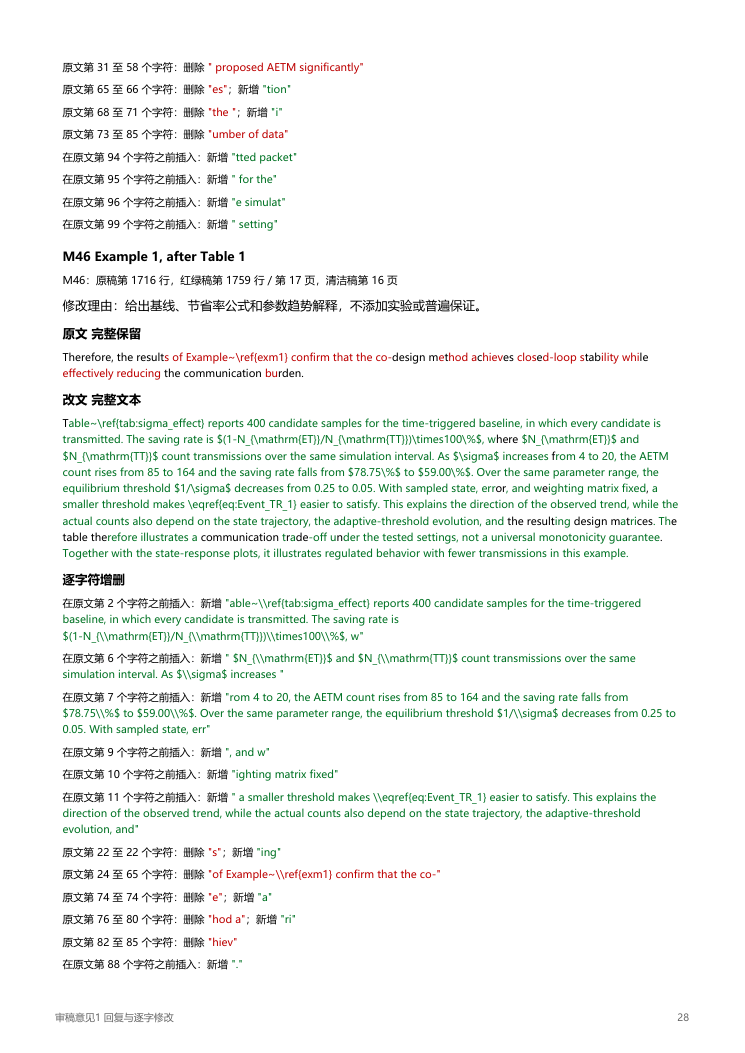 原文第 31 至 58 个字符：删除 " proposed AETM significantly"
原文第 65 至 66 个字符：删除 "es"；新增 "tion"
原文第 68 至 71 个字符：删除 "the "；新增 "i"
原文第 73 至 85 个字符：删除 "umber of data"
在原文第 94 个字符之前插入：新增 "tted packet"
在原文第 95 个字符之前插入：新增 " for the"
在原文第 96 个字符之前插入：新增 "e simulat"
在原文第 99 个字符之前插入：新增 " setting"
M46 Example 1, after Table 1
M46：原稿第 1716 行，红绿稿第 1759 行 / 第 17 页，清洁稿第 16 页
修改理由：给出基线、节省率公式和参数趋势解释，不添加实验或普遍保证。
原文 完整保留
Therefore, the results of Example~\ref{exm1} confirm that the co-design method achieves closed-loop stability while
effectively reducing the communication burden.
改文 完整文本
Table~\ref{tab:sigma_effect} reports 400 candidate samples for the time-triggered baseline, in which every candidate is
transmitted. The saving rate is $(1-N_{\mathrm{ET}}/N_{\mathrm{TT}})\times100\%$, where $N_{\mathrm{ET}}$ and
$N_{\mathrm{TT}}$ count transmissions over the same simulation interval. As $\sigma$ increases from 4 to 20, the AETM
count rises from 85 to 164 and the saving rate falls from $78.75\%$ to $59.00\%$. Over the same parameter range, the
equilibrium threshold $1/\sigma$ decreases from 0.25 to 0.05. With sampled state, error, and weighting matrix fixed, a
smaller threshold makes \eqref{eq:Event_TR_1} easier to satisfy. This explains the direction of the observed trend, while the
actual counts also depend on the state trajectory, the adaptive-threshold evolution, and the resulting design matrices. The
table therefore illustrates a communication trade-off under the tested settings, not a universal monotonicity guarantee.
Together with the state-response plots, it illustrates regulated behavior with fewer transmissions in this example.
逐字符增删
在原文第 2 个字符之前插入：新增 "able~\\ref{tab:sigma_effect} reports 400 candidate samples for the time-triggered
baseline, in which every candidate is transmitted. The saving rate is
$(1-N_{\\mathrm{ET}}/N_{\\mathrm{TT}})\\times100\\%$, w"
在原文第 6 个字符之前插入：新增 " $N_{\\mathrm{ET}}$ and $N_{\\mathrm{TT}}$ count transmissions over the same
simulation interval. As $\\sigma$ increases "
在原文第 7 个字符之前插入：新增 "rom 4 to 20, the AETM count rises from 85 to 164 and the saving rate falls from
$78.75\\%$ to $59.00\\%$. Over the same parameter range, the equilibrium threshold $1/\\sigma$ decreases from 0.25 to
0.05. With sampled state, err"
在原文第 9 个字符之前插入：新增 ", and w"
在原文第 10 个字符之前插入：新增 "ighting matrix fixed"
在原文第 11 个字符之前插入：新增 " a smaller threshold makes \\eqref{eq:Event_TR_1} easier to satisfy. This explains the
direction of the observed trend, while the actual counts also depend on the state trajectory, the adaptive-threshold
evolution, and"
原文第 22 至 22 个字符：删除 "s"；新增 "ing"
原文第 24 至 65 个字符：删除 "of Example~\\ref{exm1} confirm that the co-"
原文第 74 至 74 个字符：删除 "e"；新增 "a"
原文第 76 至 80 个字符：删除 "hod a"；新增 "ri"
原文第 82 至 85 个字符：删除 "hiev"
在原文第 88 个字符之前插入：新增 "."
审稿意见1 回复与逐字修改
28